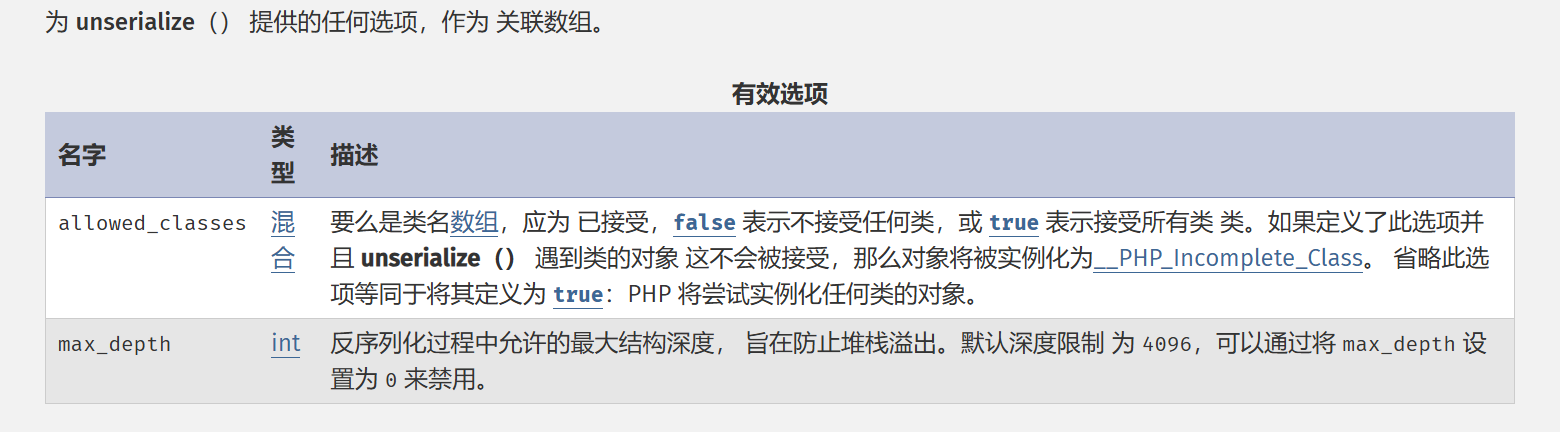 为 unserialize（） 提供的任何选项，作为 关联数组。
有效选项
名字
类
型
描述
allowed_classes
混
合
要么是类名数组，应为 已接受，false 表示不接受任何类，或 true 表示接受所有类 类。如果定义了此选项并
且 unserialize（） 遇到类的对象 这不会被接受，那么对象将被实例化为__PHP_Incomplete_Class。 省略此选
项等同于将其定义为 true：PHP 将尝试实例化任何类的对象。
max_depth
int
反序列化过程中允许的最大结构深度， 旨在防止堆栈溢出。默认深度限制 为 4096，可以通过将 max_depth 设
置为 0 来禁用。